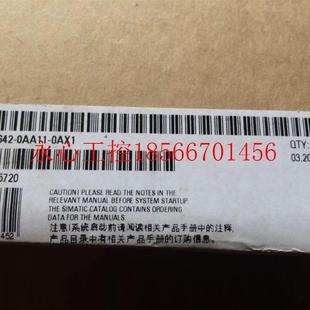 642-0AA11-0AX1
QTY:
永心工控18566701456
03.20
5720
CAUTION! PLEASE READ THE NOTES IN THE
RELEVANT MANUAL BEFORE SYSTEM STARTUP
THE SIMATIC CATALOG CONTAINS ORDERING
DATA FOR THE MANUALS.
注意!系统启动前请阅读相关产品手册中的注释,
产品目录中有相关产品手册的订购信息。
452